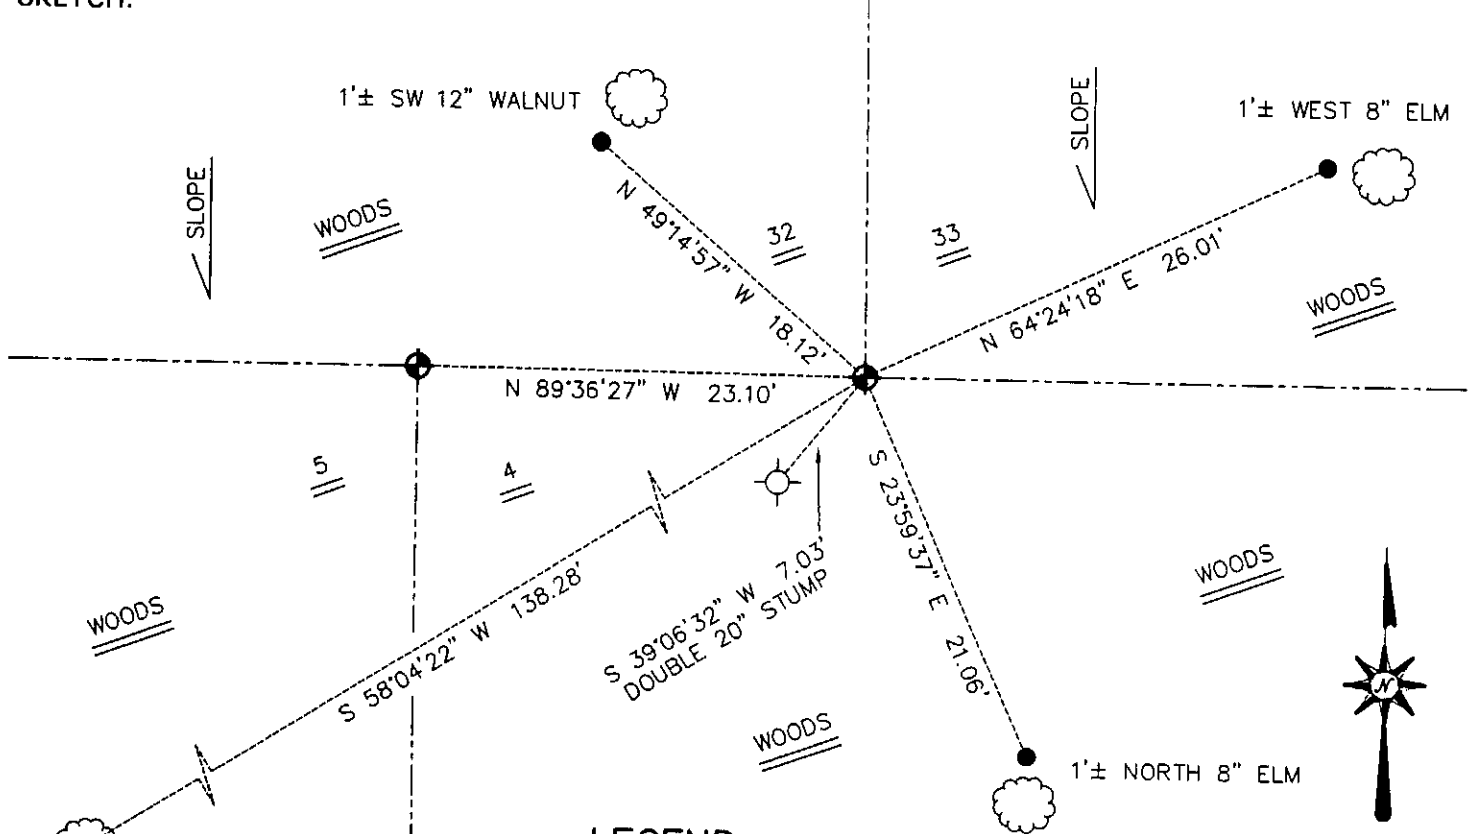 SKETCH:
1'± SW 12" WALNUT
SLOPE
1'± WEST 8" ELM
SLOPE
WOODS
N 49°14'57" W 18.12'
32
33
N 64°24'18" E 26.01'
WOODS
N 89°36'27" W 23.10'
5
4
S 23°59'37" E 21.06'
S 39°06'32" W 7.03'
DOUBLE 20" STUMP
S 58°04'22" W 138.28'
WOODS
WOODS
WOODS
N
1'± NORTH 8" ELM
LEGEND